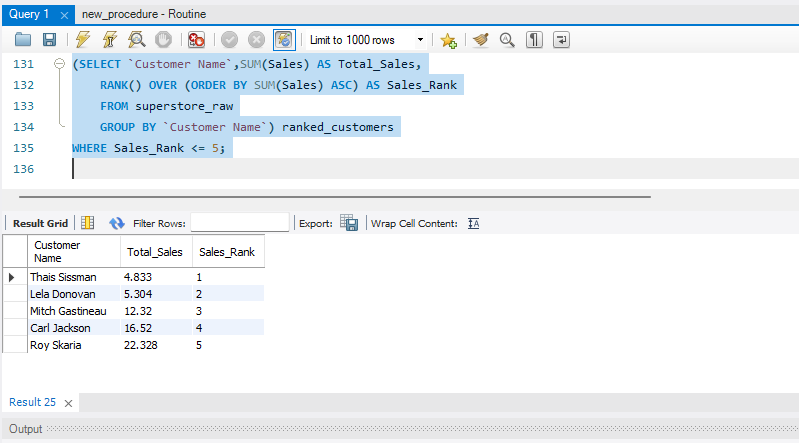 Query 1 new_procedure - Routine
Limit to 1000 rows
131 (SELECT `Customer Name`,SUM(Sales) AS Total_Sales,
132 RANK() OVER (ORDER BY SUM(Sales) ASC) AS Sales_Rank
133 FROM superstore_raw
134 GROUP BY `Customer Name`) ranked_customers
135 WHERE Sales_Rank <= 5;
136
Result Grid Filter Rows: Export: Wrap Cell Content:
Customer
Name Total_Sales Sales_Rank
Thais Sissman 4.833 1
Lela Donovan 5.304 2
Mitch Gastineau 12.32 3
Carl Jackson 16.52 4
Roy Skaria 22.328 5
Result 25
Output